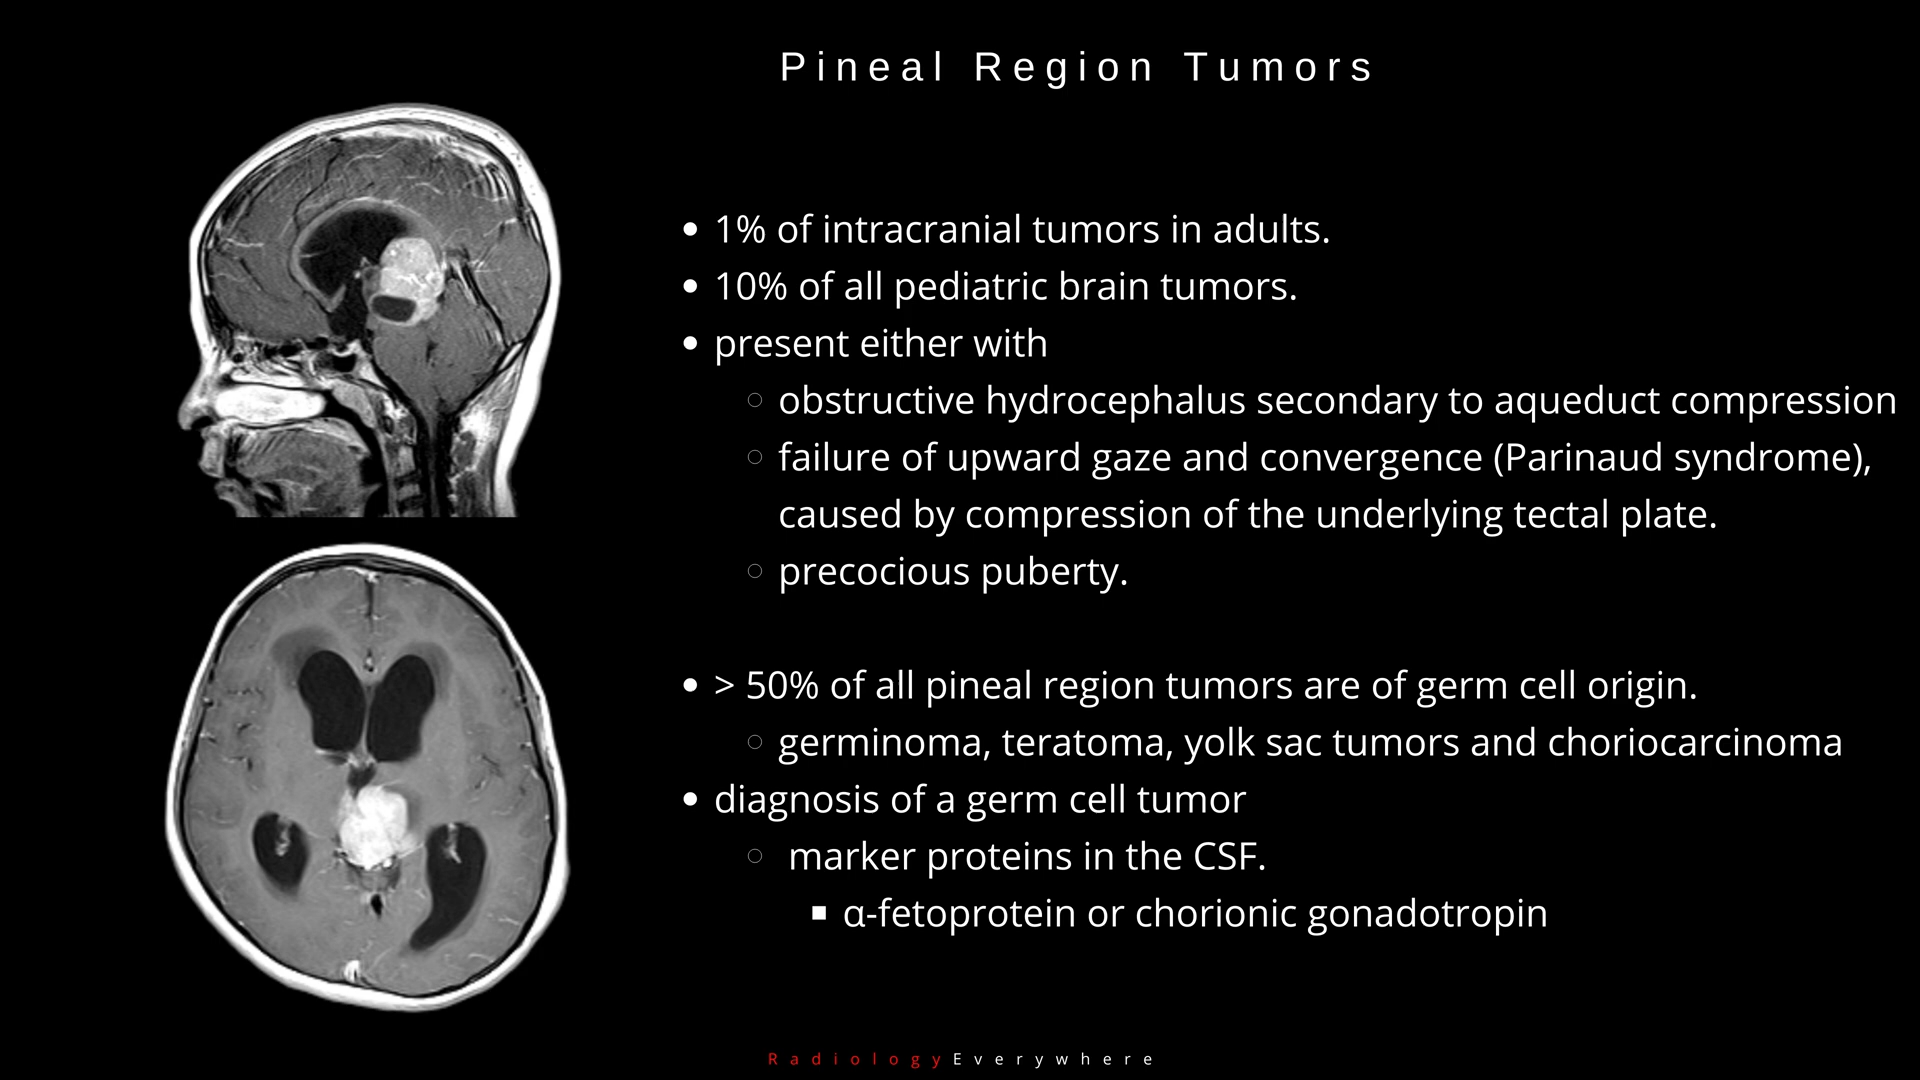 Pineal Region Tumors
• 1% of intracranial tumors in adults.
• 10% of all pediatric brain tumors.
• present either with
○ obstructive hydrocephalus secondary to aqueduct compression
○ failure of upward gaze and convergence (Parinaud syndrome),
caused by compression of the underlying tectal plate.
○ precocious puberty.
• > 50% of all pineal region tumors are of germ cell origin.
○ germinoma, teratoma, yolk sac tumors and choriocarcinoma
• diagnosis of a germ cell tumor
○ marker proteins in the CSF.
▪ α-fetoprotein or chorionic gonadotropin
RadiologyEverywhere